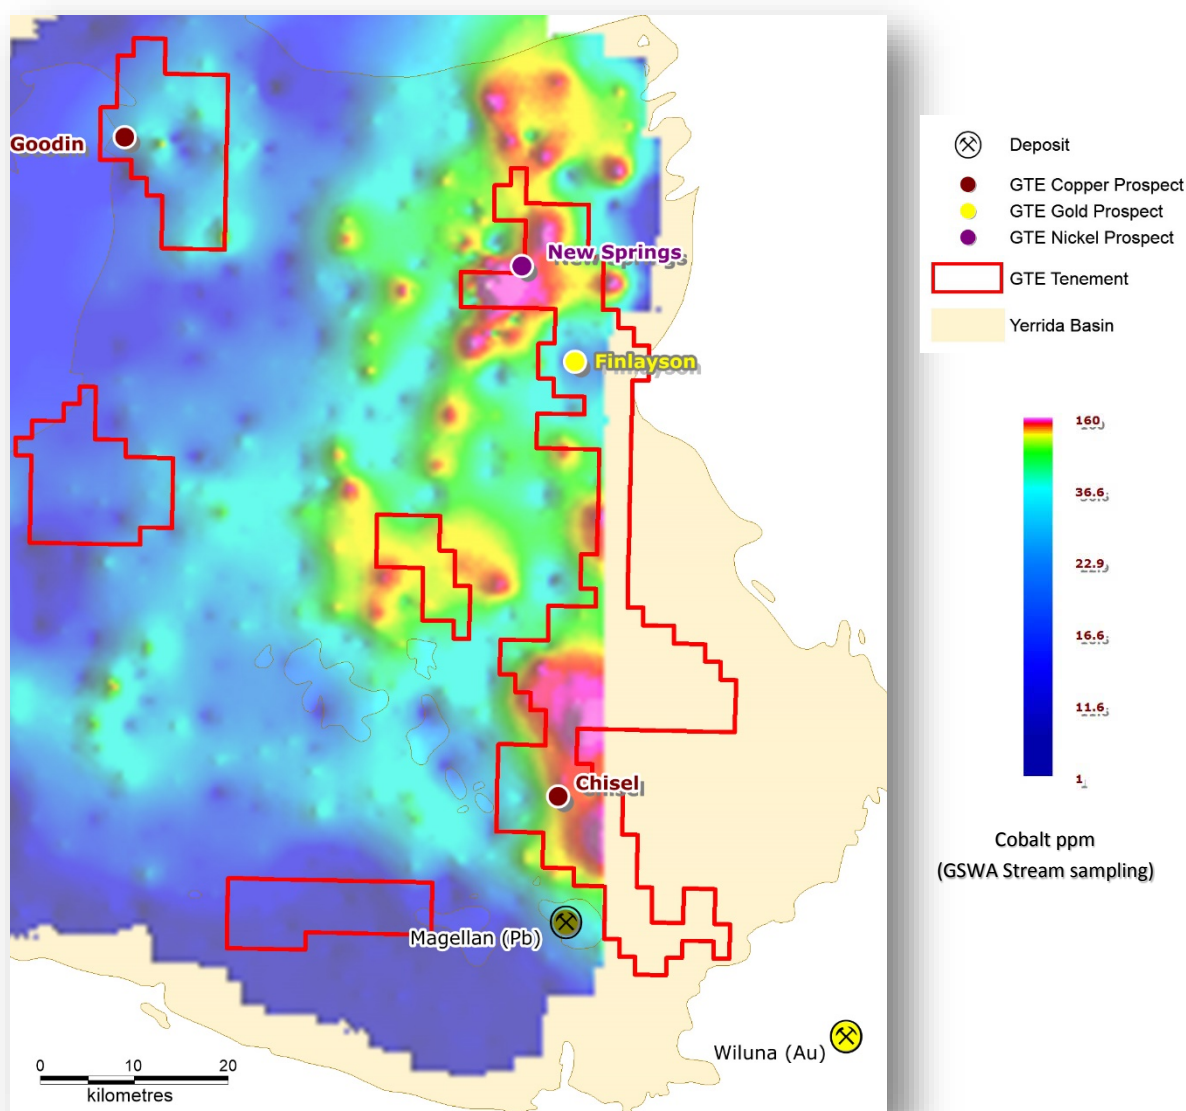 Goodin
New Springs
Finlayson
Chisel
Magellan (Pb)
Wiluna (Au)
0 10 20
kilometres
Deposit
GTE Copper Prospect
GTE Gold Prospect
GTE Nickel Prospect
GTE Tenement
Yerrida Basin
160
36.6
22.9
16.6
11.6
1
Cobalt ppm
(GSWA Stream sampling)